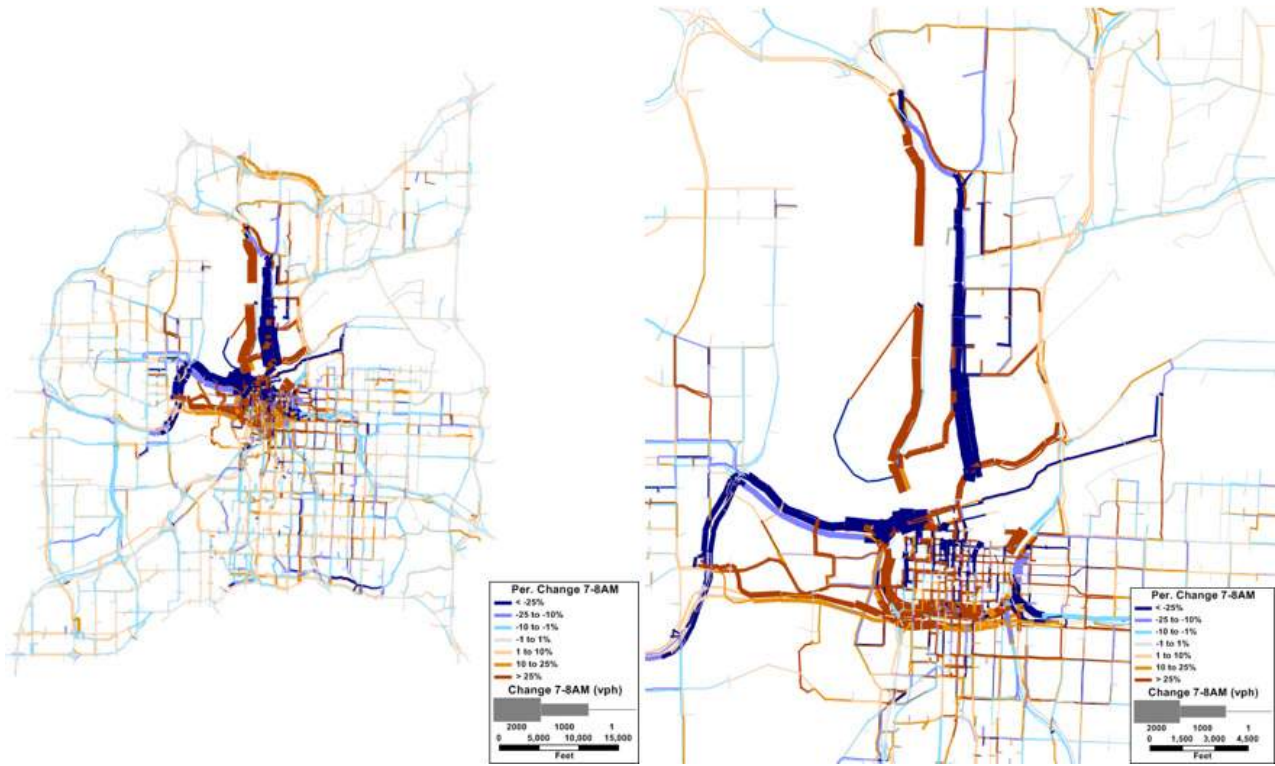 Per. Change 7-8AM
< -25%
-25 to -10%
-10 to -1%
-1 to 1%
1 to 10%
10 to 25%
> 25%
Change 7-8AM (vph)
2000 1000 1
0 5,000 10,000 15,000
Feet
Per. Change 7-8AM
< -25%
-25 to -10%
-10 to -1%
-1 to 1%
1 to 10%
10 to 25%
> 25%
Change 7-8AM (vph)
2000 1000 1
0 1,500 3,000 4,500
Feet